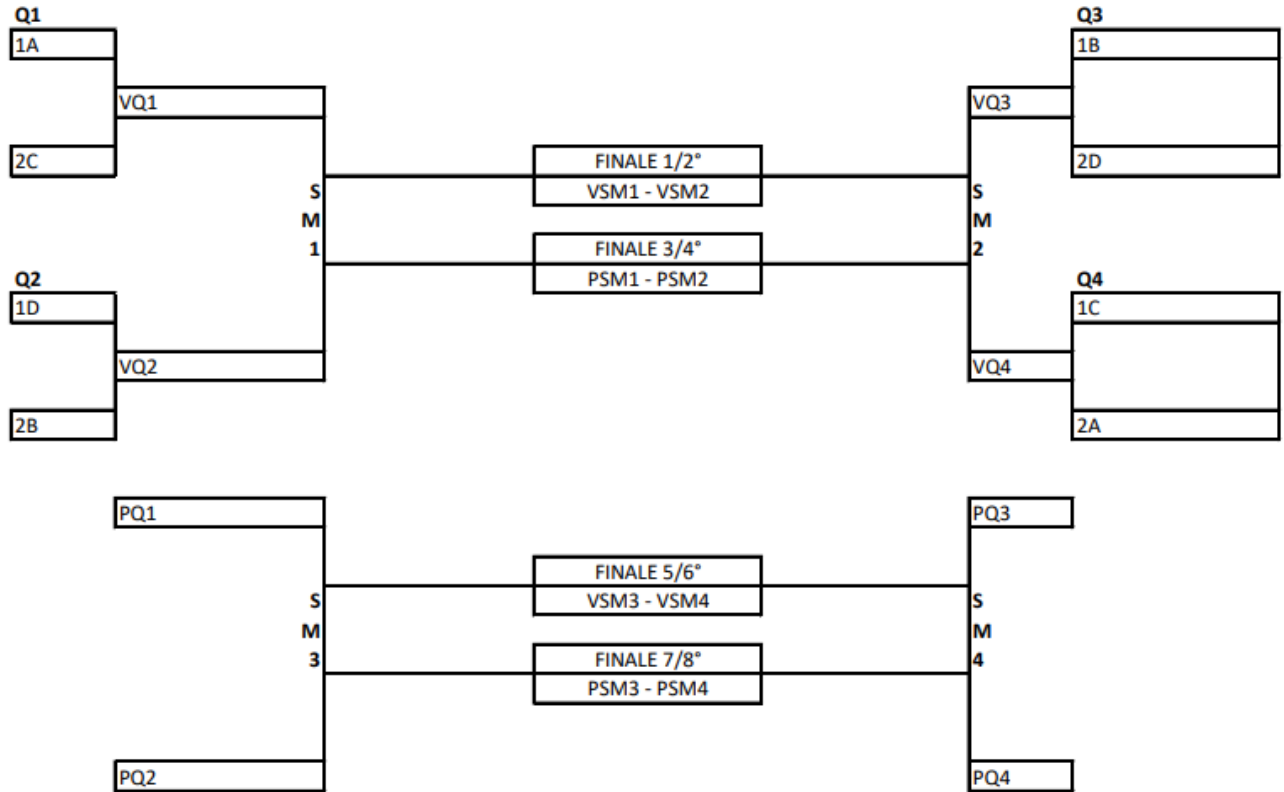 Q1 Q3
1A 1B
VQ1 VQ3
2C FINALE 1/2° 2D
S VSM1 - VSM2 S
M M
1 FINALE 3/4° 2
Q2 PSM1 - PSM2 Q4
1D 1C
VQ2 VQ4
2B 2A
PQ1 PQ3
FINALE 5/6°
S VSM3 - VSM4 S
M M
3 FINALE 7/8° 4
PSM3 - PSM4
PQ2 PQ4